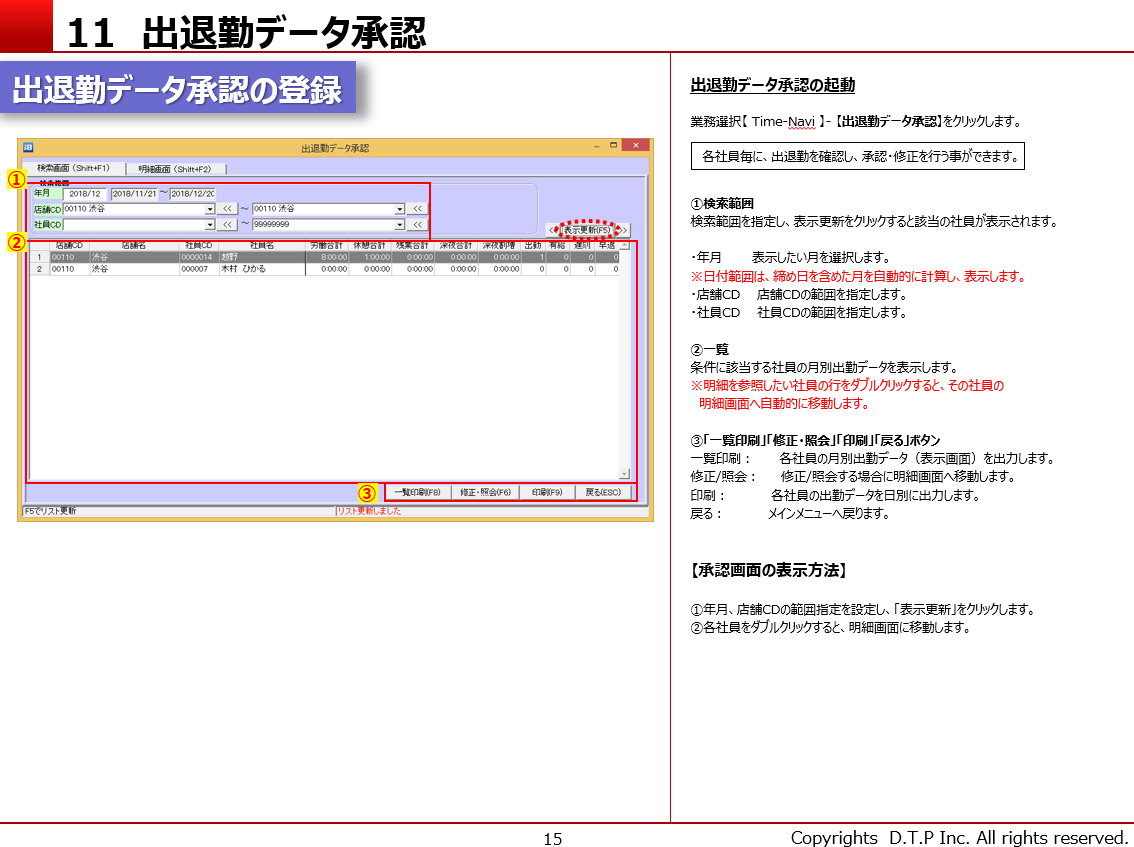 11 出退勤データ承認
出退勤データ承認の登録
出退勤データ承認
検索画面（Shift+F1） 明細画面（Shift+F2）
①
検索範囲
年月 2018/12 2018/11/21 ～ 2018/12/20
店舗CD 00110 渋谷 << ～ 00110 渋谷 <<
社員CD << ～ 99999999 <<
<< 表示更新(F5) >>
②
店舗CD 店舗名 社員CD 社員名 労働合計 休憩合計 残業合計 深夜合計 深夜割増 出勤 有給 遅刻 早退
1 00110 渋谷 0000014 越野 8:00:00 1:00:00 0:00:00 0:00:00 0:00:00 1 0 0 0
2 00110 渋谷 000007 木村 ひかる 0:00:00 0:00:00 0:00:00 0:00:00 0:00:00 0 0 0 0
③
一覧印刷(F8) 修正・照会(F6) 印刷(F9) 戻る(ESC)
F5でリスト更新 リスト更新しました
出退勤データ承認の起動
業務選択【 Time-Navi 】-【出退勤データ承認】をクリックします。
各社員毎に、出退勤を確認し、承認・修正を行う事ができます。
①検索範囲
検索範囲を指定し、表示更新をクリックすると該当の社員が表示されます。
・年月 表示したい月を選択します。
※日付範囲は、締め日を含めた月を自動的に計算し、表示します。
・店舗CD 店舗CDの範囲を指定します。
・社員CD 社員CDの範囲を指定します。
②一覧
条件に該当する社員の月別出勤データを表示します。
※明細を参照したい社員の行をダブルクリックすると、その社員の
明細画面へ自動的に移動します。
③「一覧印刷」「修正・照会」「印刷」「戻る」ボタン
一覧印刷： 各社員の月別出勤データ（表示画面）を出力します。
修正/照会： 修正/照会する場合に明細画面へ移動します。
印刷： 各社員の出勤データを日別に出力します。
戻る： メインメニューへ戻ります。
【承認画面の表示方法】
①年月、店舗CDの範囲指定を設定し、「表示更新」をクリックします。
②各社員をダブルクリックすると、明細画面に移動します。
15
Copyrights D.T.P Inc. All rights reserved.